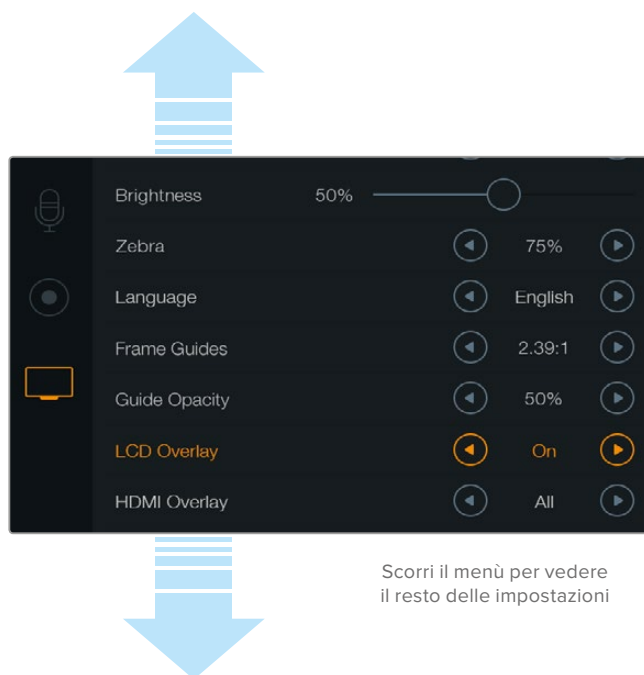 Brightness 50%
Zebra 75%
Language English
Frame Guides 2.39:1
Guide Opacity 50%
LCD Overlay On
HDMI Overlay All
Scorri il menù per vedere
il resto delle impostazioni